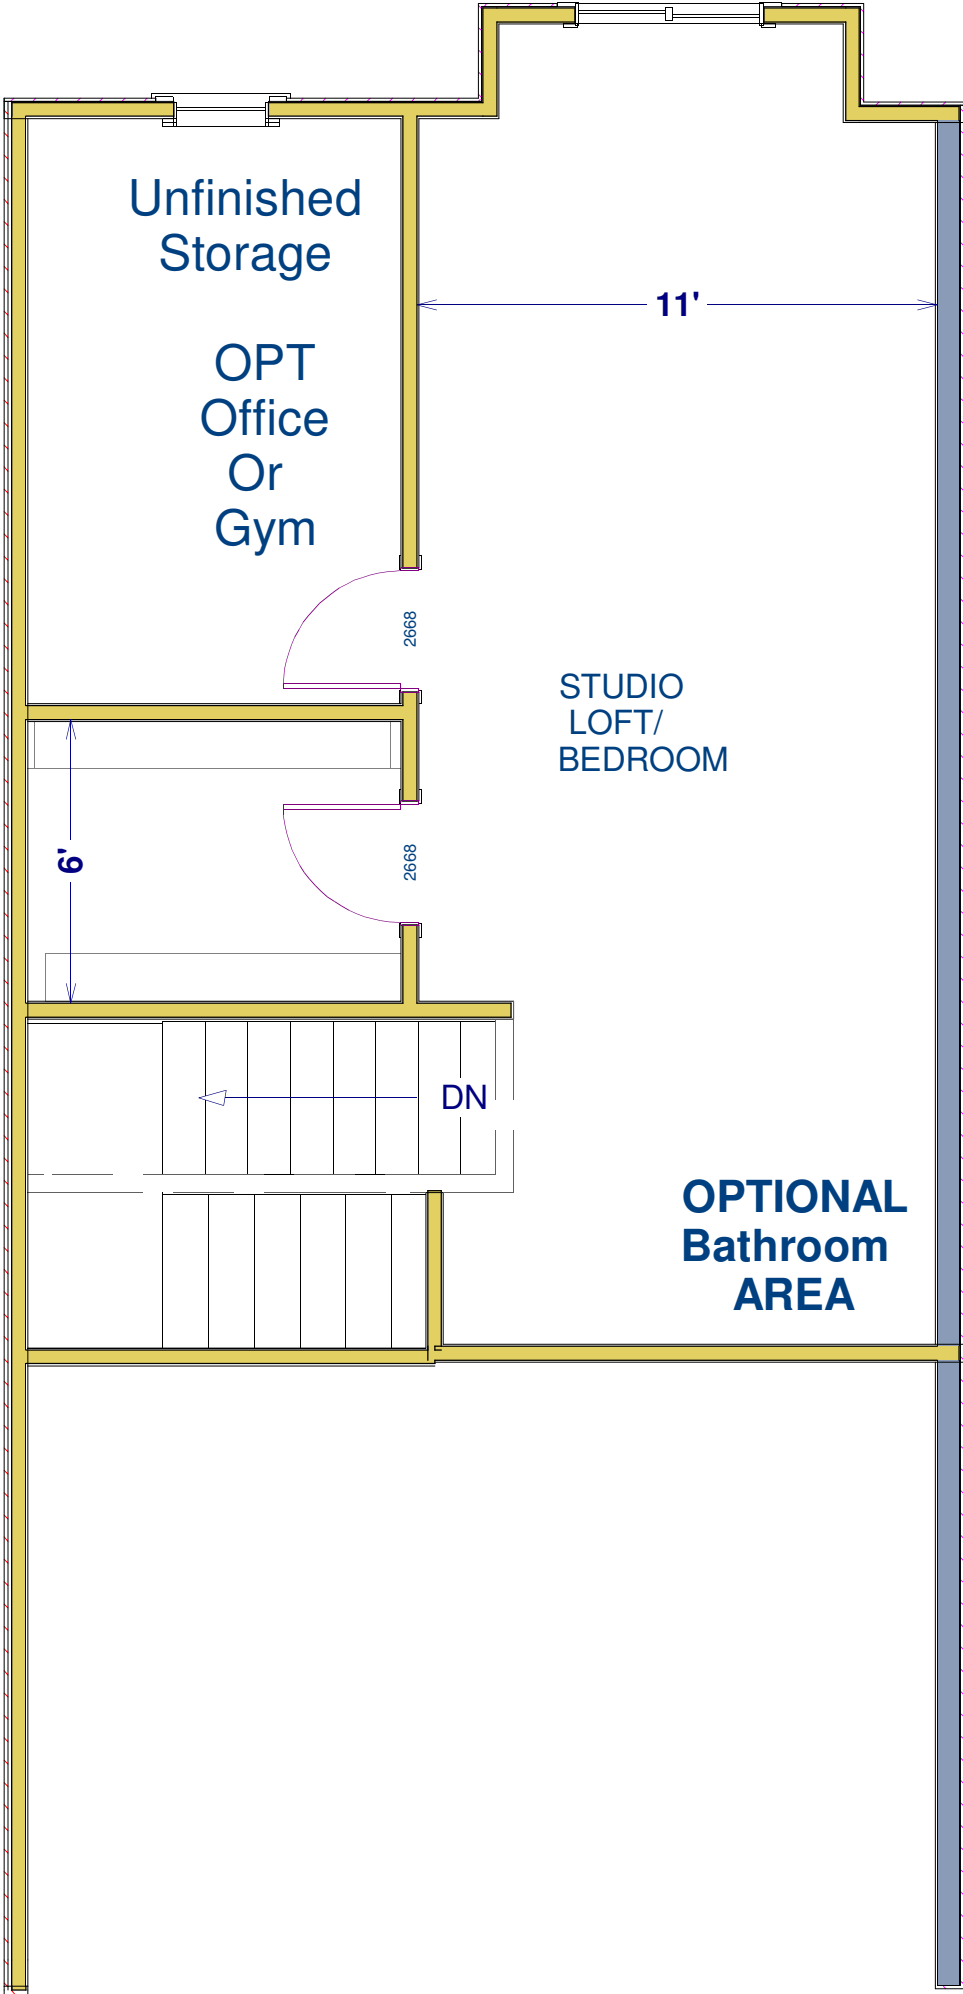 Unfinished
Storage
OPT
Office
Or
Gym
11'
2668
STUDIO
LOFT/
BEDROOM
6'
2668
DN
OPTIONAL
Bathroom
AREA